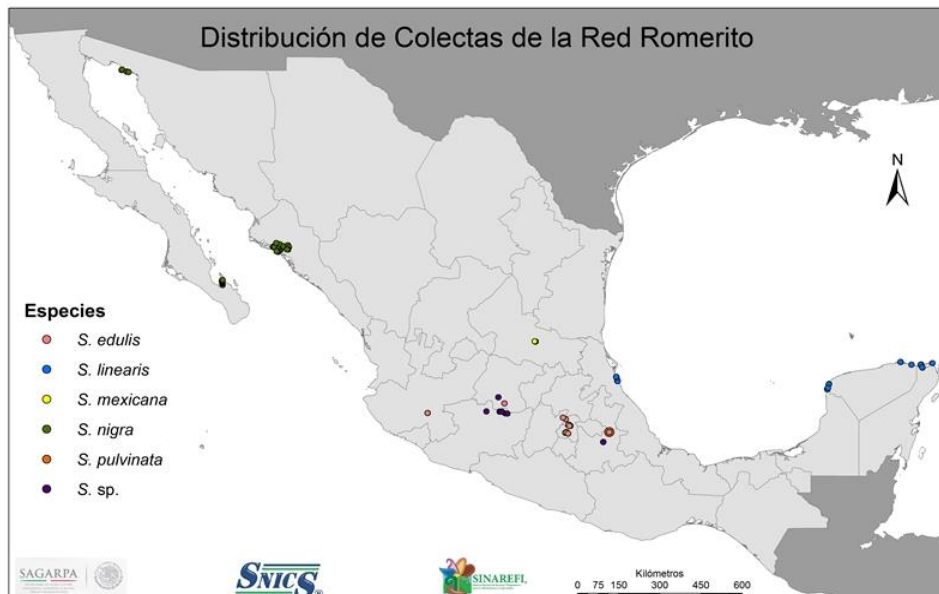 Distribución de Colectas de la Red Romerito
N
Especies
S. edulis
S. linearis
S. mexicana
S. nigra
S. pulvinata
S. sp.
SAGARPA
SNICS®
SINAREFI
Kilómetros
0 75 150 300 450 600